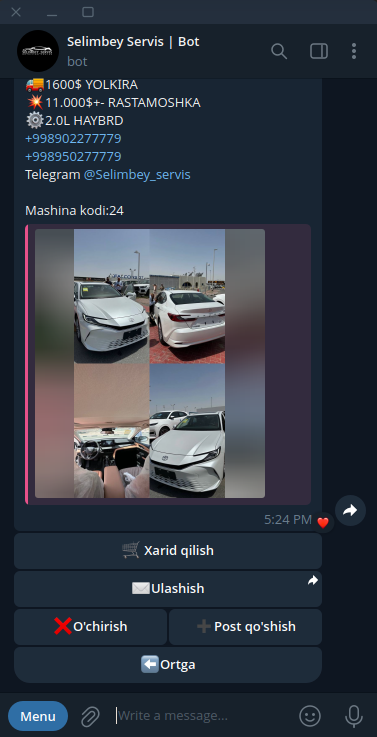 Selimbey Servis | Bot
bot
1600$ YOLKIRA
11.000$+- RASTAMOSHKA
2.0L HAYBRD
+998902277779
+998950277779
Telegram @Selimbey_servis
Mashina kodi:24
5:24 PM
Xarid qilish
Ulashish
O'chirish
Post qo'shish
Ortga
Menu
Write a message...